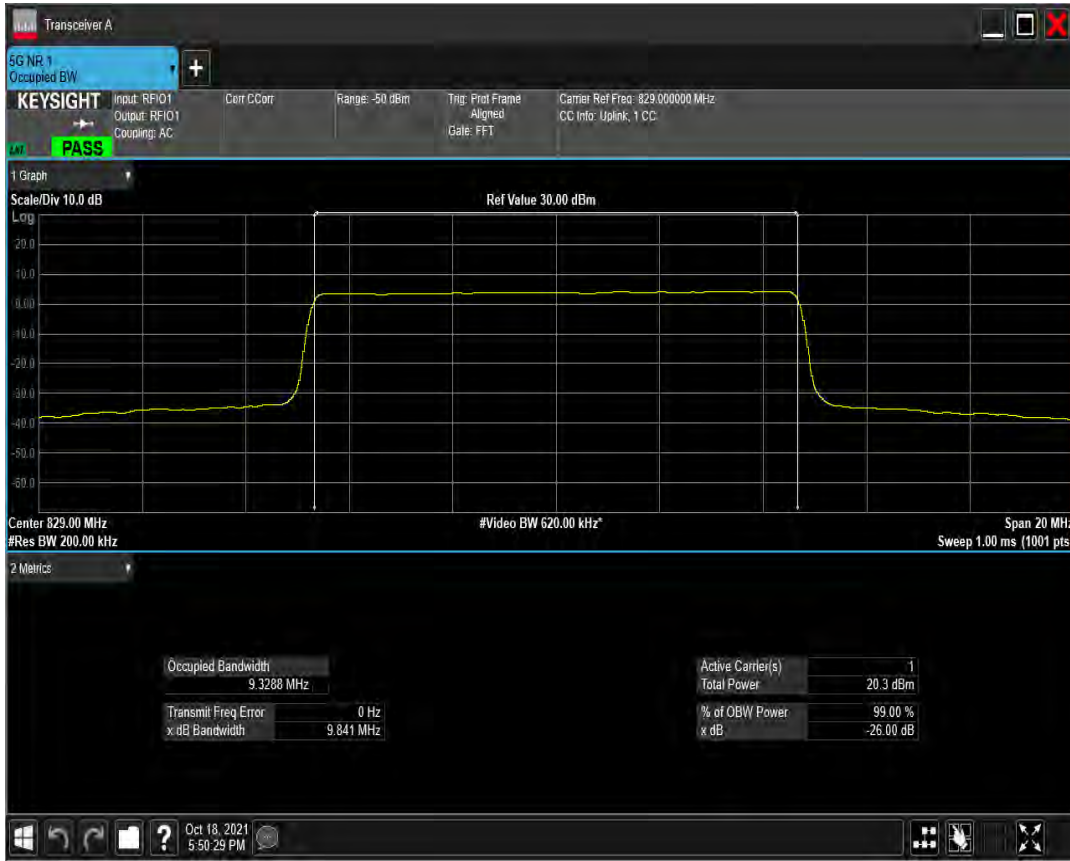 Transceiver A
5G NR 1
Occupied BW
+
KEYSIGHT
PASS
Input: RFIO1
Output: RFIO1
Coupling: AC
Corr CCorr
Range: -50 dBm
Trig: Prot Frame
Aligned
Gate: FFT
Carrier Ref Freq: 829.000000 MHz
CC Info: Uplink, 1 CC
1 Graph
Scale/Div 10.0 dB
Ref Value 30.00 dBm
Log
20.0
10.0
0.00
-10.0
-20.0
-30.0
-40.0
-50.0
-60.0
Center 829.00 MHz
#Video BW 620.00 kHz*
Span 20 MHz
#Res BW 200.00 kHz
Sweep 1.00 ms (1001 pts
2 Metrics
Occupied Bandwidth
9.3288 MHz
Transmit Freq Error 0 Hz
x dB Bandwidth 9.841 MHz
Active Carrier(s) 1
Total Power 20.3 dBm
% of OBW Power 99.00 %
x dB -26.00 dB
?
Oct 18, 2021
5:50:29 PM